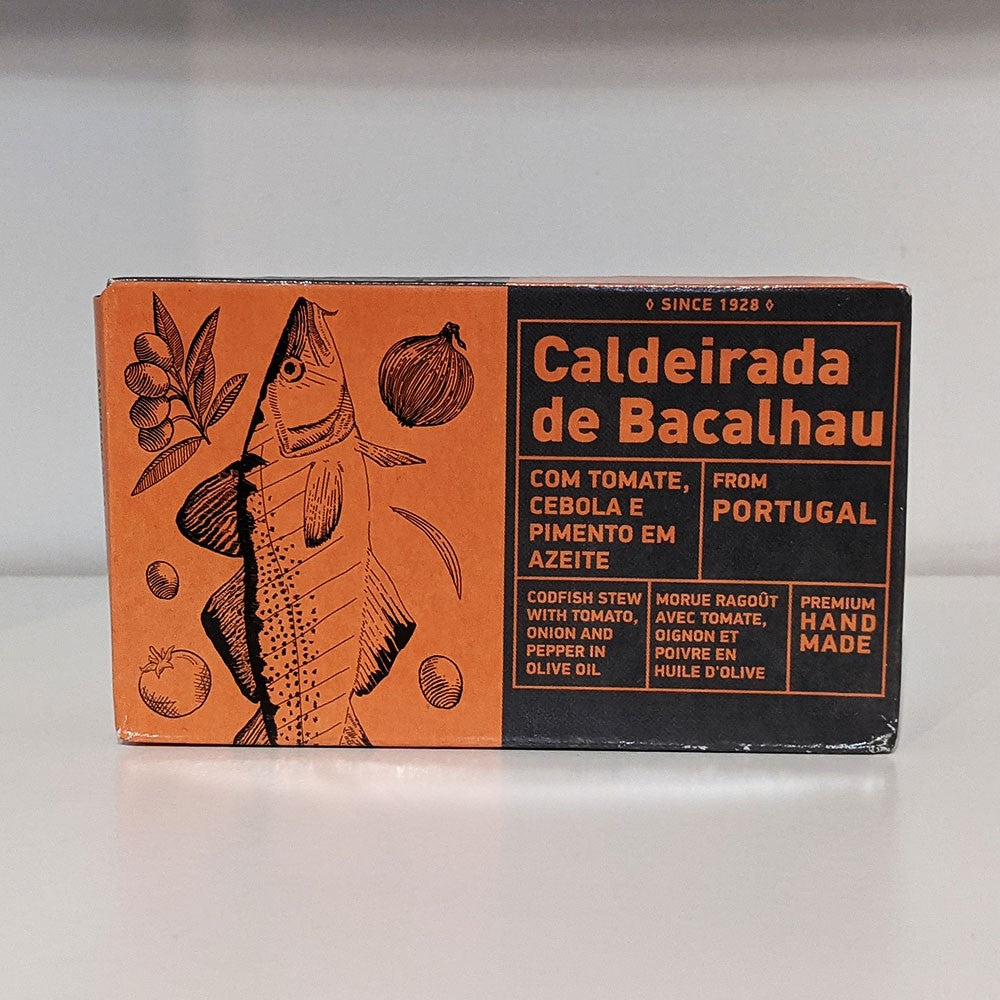 ◊ SINCE 1928 ◊
Caldeirada
de Bacalhau
COM TOMATE,
CEBOLA E
PIMENTO EM
AZEITE
FROM
PORTUGAL
CODFISH STEW
WITH TOMATO,
ONION AND
PEPPER IN
OLIVE OIL
MORUE RAGOÛT
AVEC TOMATE,
OIGNON ET
POIVRE EN
HUILE D'OLIVE
PREMIUM
HAND
MADE